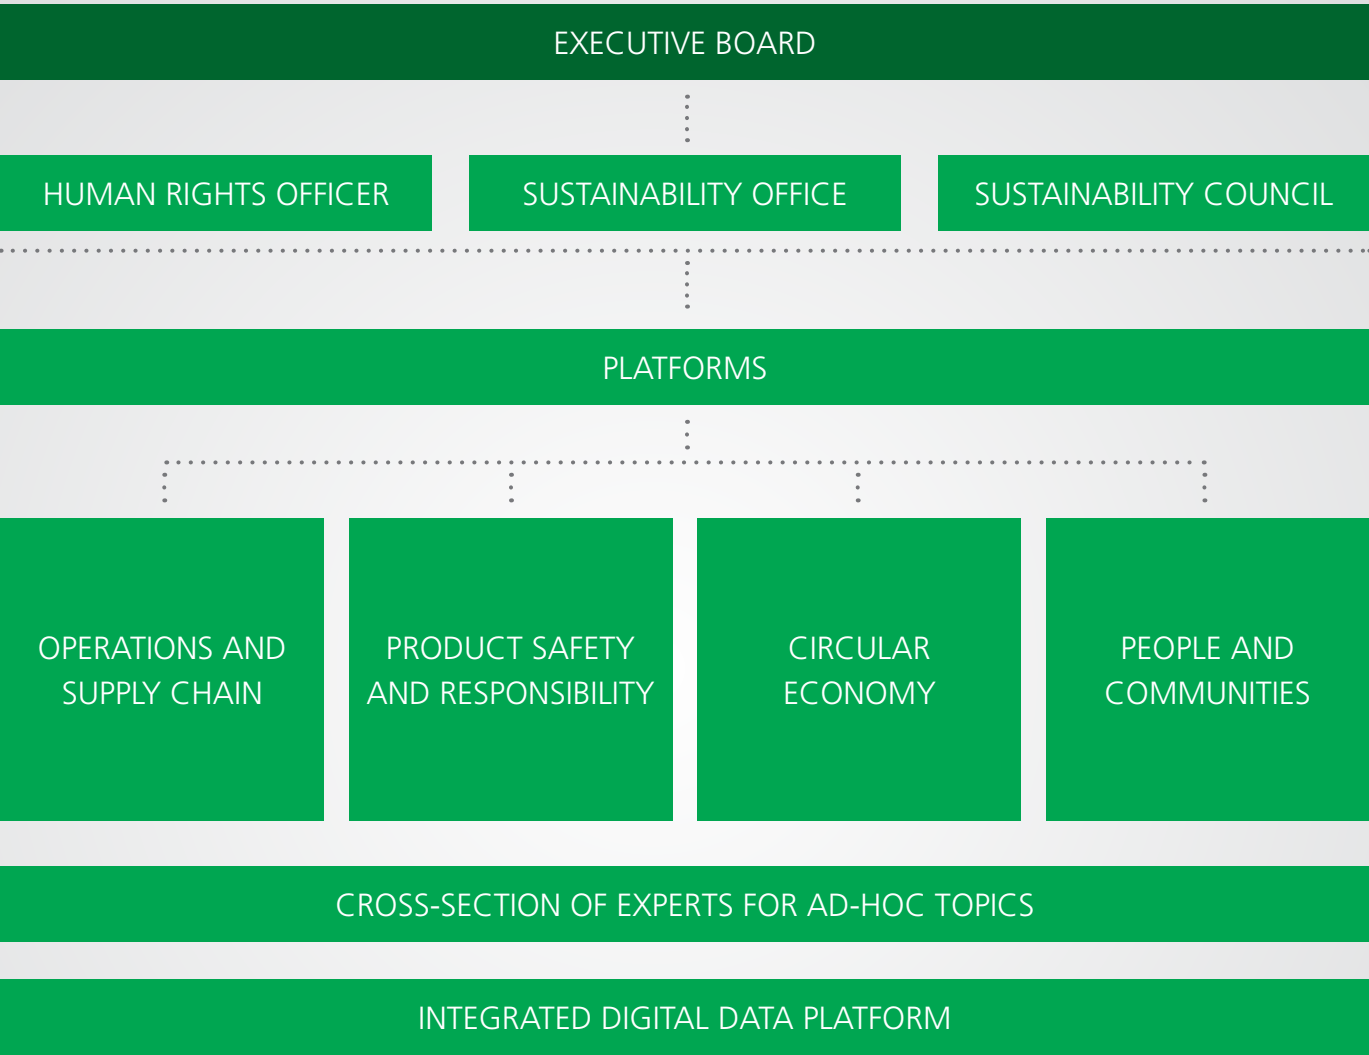 EXECUTIVE BOARD
HUMAN RIGHTS OFFICER
SUSTAINABILITY OFFICE
SUSTAINABILITY COUNCIL
PLATFORMS
OPERATIONS AND
SUPPLY CHAIN
PRODUCT SAFETY
AND RESPONSIBILITY
CIRCULAR
ECONOMY
PEOPLE AND
COMMUNITIES
CROSS-SECTION OF EXPERTS FOR AD-HOC TOPICS
INTEGRATED DIGITAL DATA PLATFORM